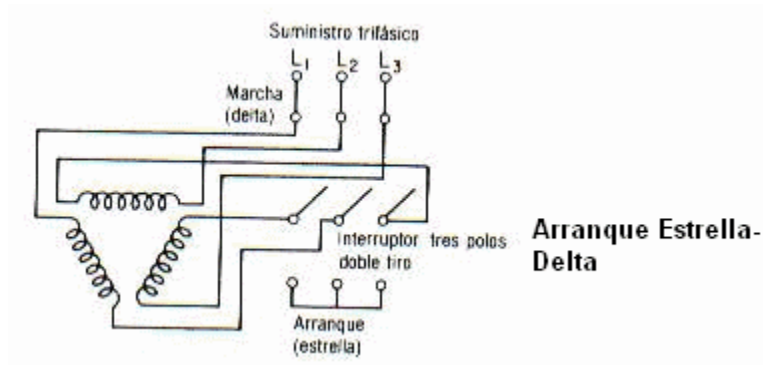 Suministro trifásico
L1 L2 L3
Marcha
(delta)
Interruptor tres polos
doble tiro
Arranque
(estrella)
Arranque Estrella-
Delta